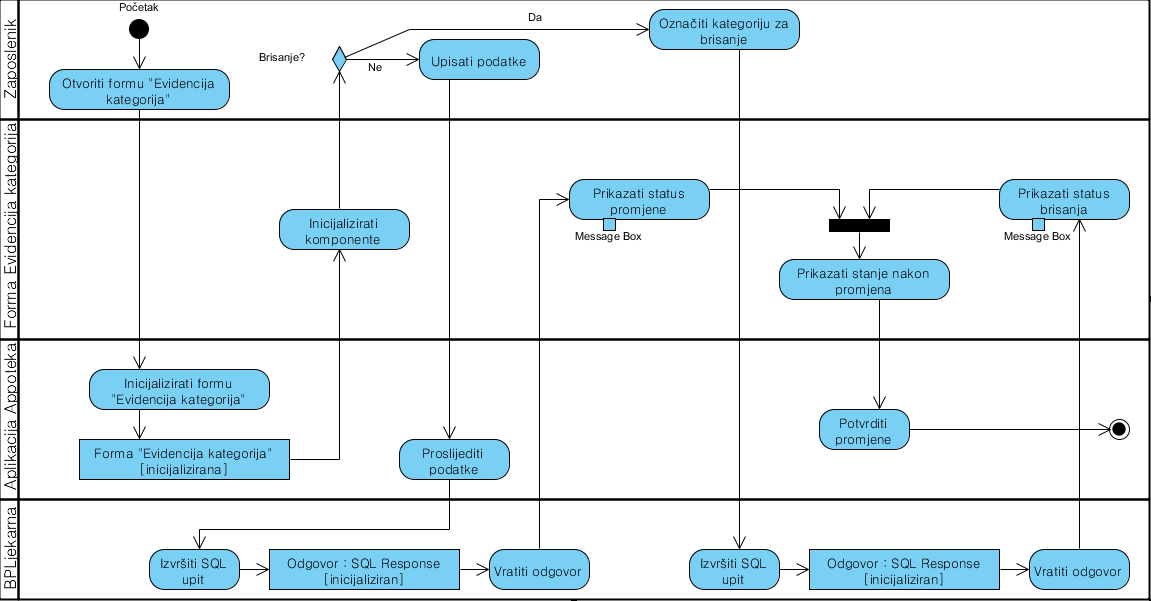 Zaposlenik
Početak
Otvoriti formu "Evidencija
kategorija"
Brisanje?
Da
Ne
Upisati podatke
Označiti kategoriju za
brisanje
Forma Evidencija kategorija
Inicijalizirati
komponente
Prikazati status
promjene
Message Box
Prikazati stanje nakon
promjena
Prikazati status
brisanja
Message Box
Aplikacija Appoleka
Inicijalizirati formu
"Evidencija kategorija"
Forma "Evidencija kategorija"
[inicijalizirana]
Proslijediti
podatke
Potvrditi
promjene
BPLjekarna
Izvršiti SQL
upit
Odgovor : SQL Response
[inicijaliziran]
Vratiti odgovor
Izvršiti SQL
upit
Odgovor : SQL Response
[inicijaliziran]
Vratiti odgovor